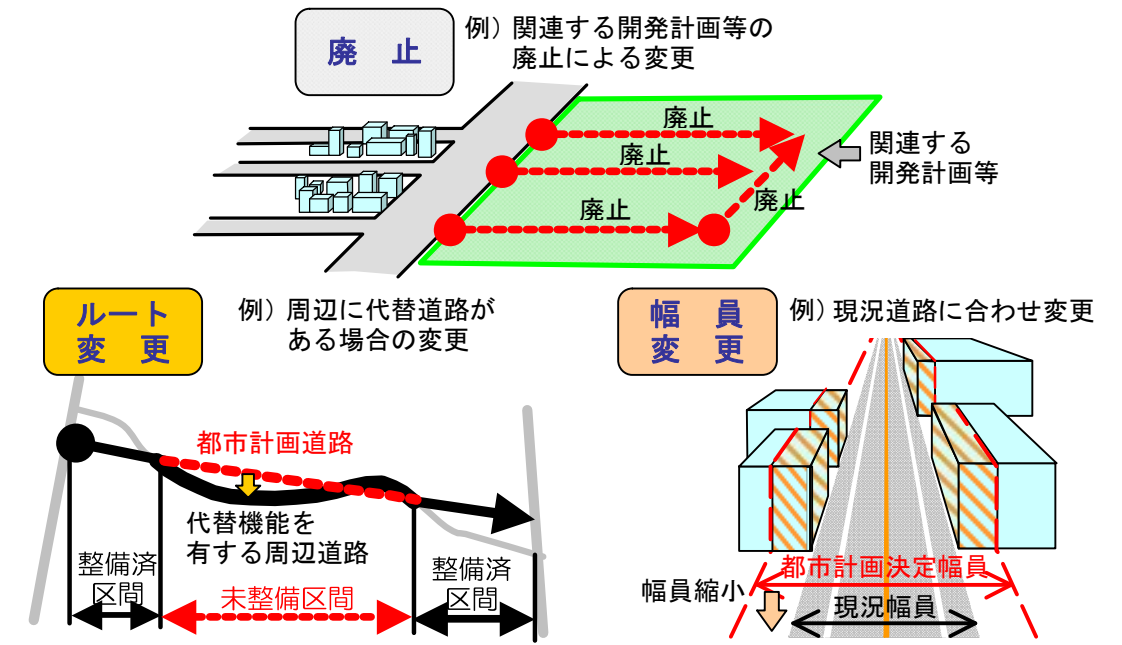 廃　止
例）関連する開発計画等の
廃止による変更
廃止
廃止
廃止
廃止
関連する
開発計画等
ルート
変　更
例）周辺に代替道路が
ある場合の変更
都市計画道路
代替機能を
有する周辺道路
整備済
区間
未整備区間
整備済
区間
幅　員
変　更
例）現況道路に合わせ変更
都市計画決定幅員
幅員縮小
現況幅員